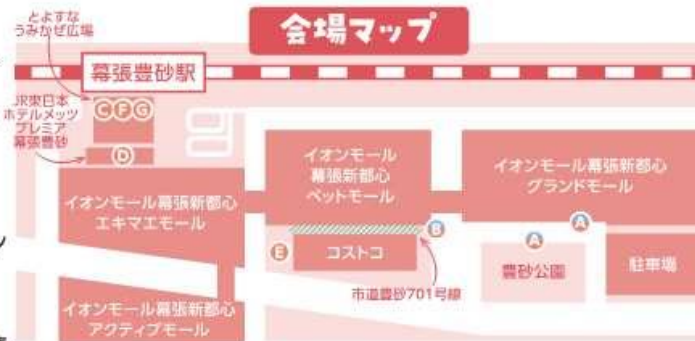 会場マップ
とよすな
うみかぜ広場
幕張豊砂駅
JR東日本
ホテルメッツ
プレミア
幕張豊砂
C F G
D
イオンモール幕張新都心
エキマエモール
イオンモール
幕張新都心
ペットモール
イオンモール幕張新都心
グランドモール
B
A
A
E
コストコ
豊砂公園
駐車場
市道豊砂701号線
イオンモール幕張新都心
アクティブモール